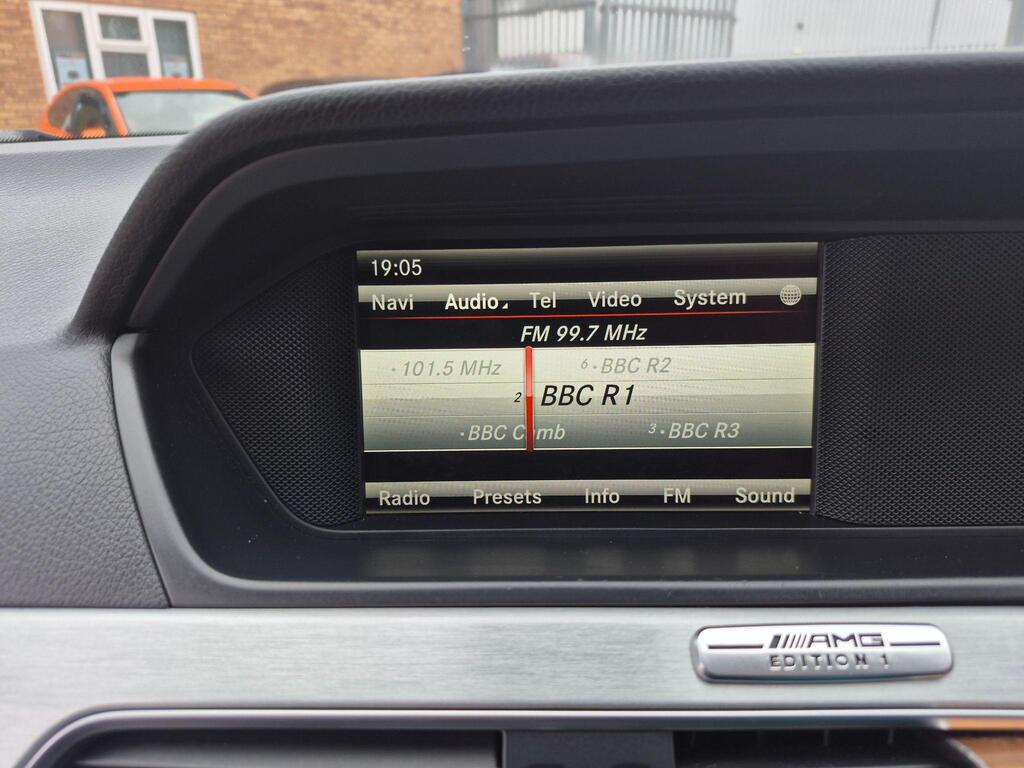 19:05
Navi Audio Tel Video System
FM 99.7 MHz
·101.5 MHz 6·BBC R2
2 BBC R1
·BBC C mb 3·BBC R3
Radio Presets Info FM Sound
AMG
EDITION 1